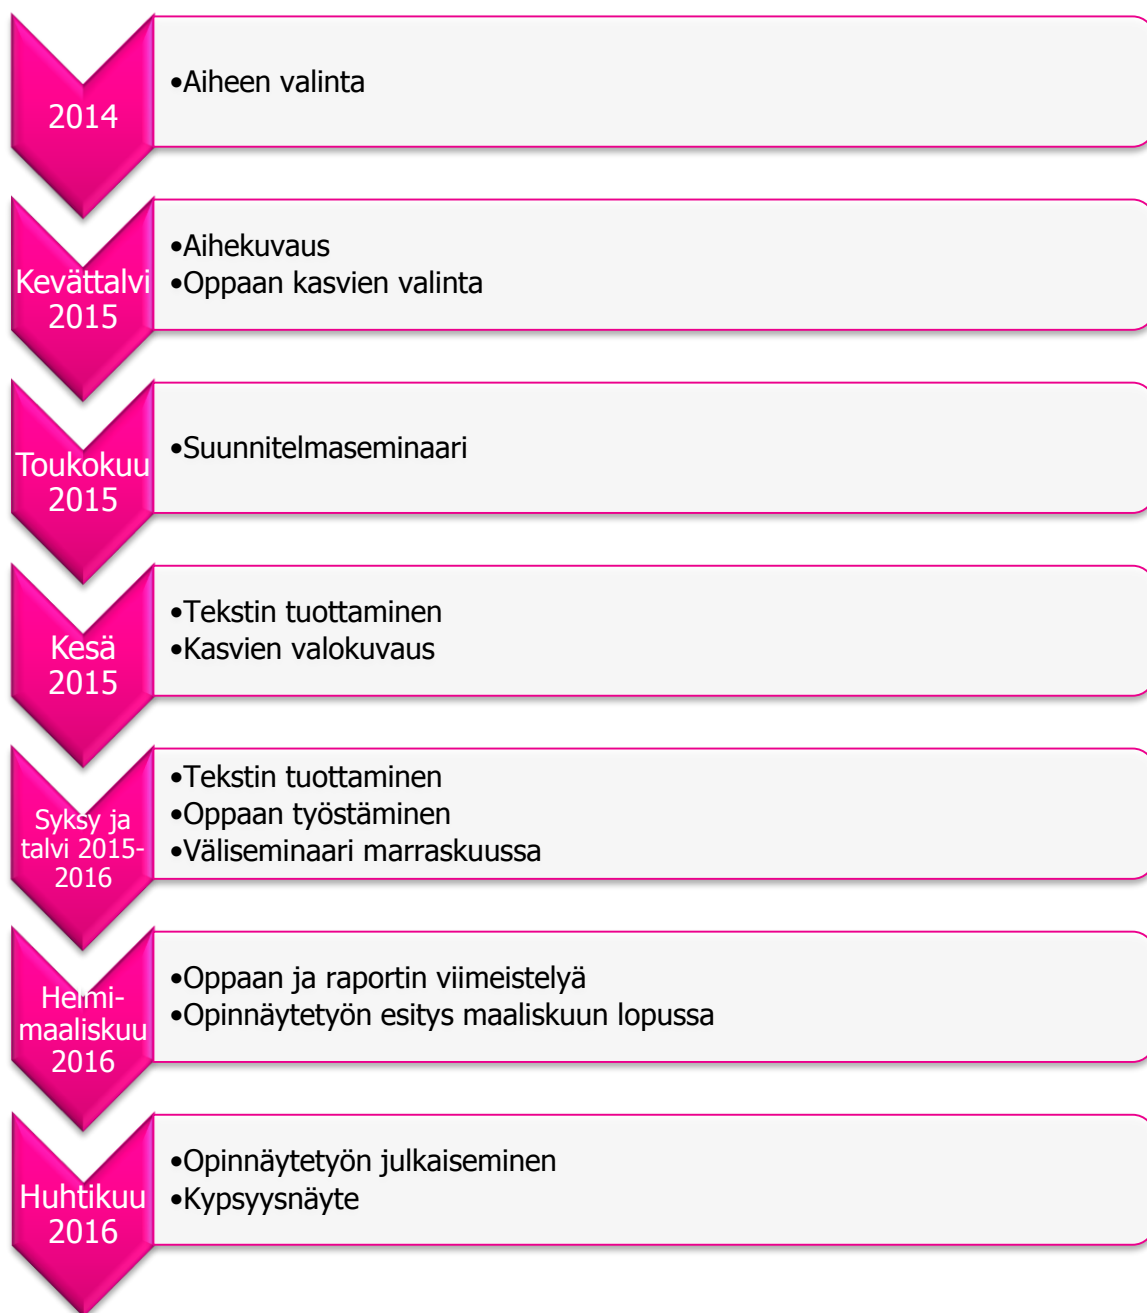 2014
•Aiheen valinta
Kevättalvi
2015
•Aihekuvaus
•Oppaan kasvien valinta
Toukokuu
2015
•Suunnitelmaseminaari
Kesä
2015
•Tekstin tuottaminen
•Kasvien valokuvaus
Syksy ja
talvi 2015-
2016
•Tekstin tuottaminen
•Oppaan työstäminen
•Väliseminaari marraskuussa
Helmi-
maaliskuu
2016
•Oppaan ja raportin viimeistelyä
•Opinnäytetyön esitys maaliskuun lopussa
Huhtikuu
2016
•Opinnäytetyön julkaiseminen
•Kypsyysnäyte